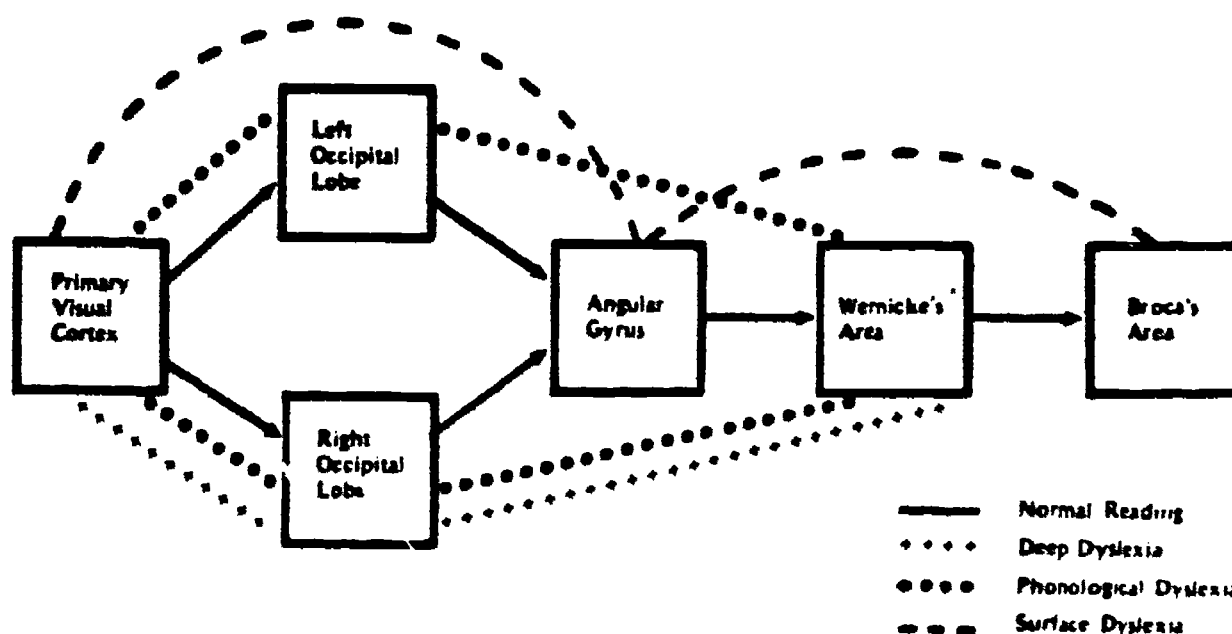 Left
Occipital
Lobe
Primary
Visual
Cortex
Angular
Gyrus
Wernicke's
Area
Broca's
Area
Right
Occipital
Lobe
Normal Reading
Deep Dyslexia
Phonological Dyslexia
Surface Dyslexia